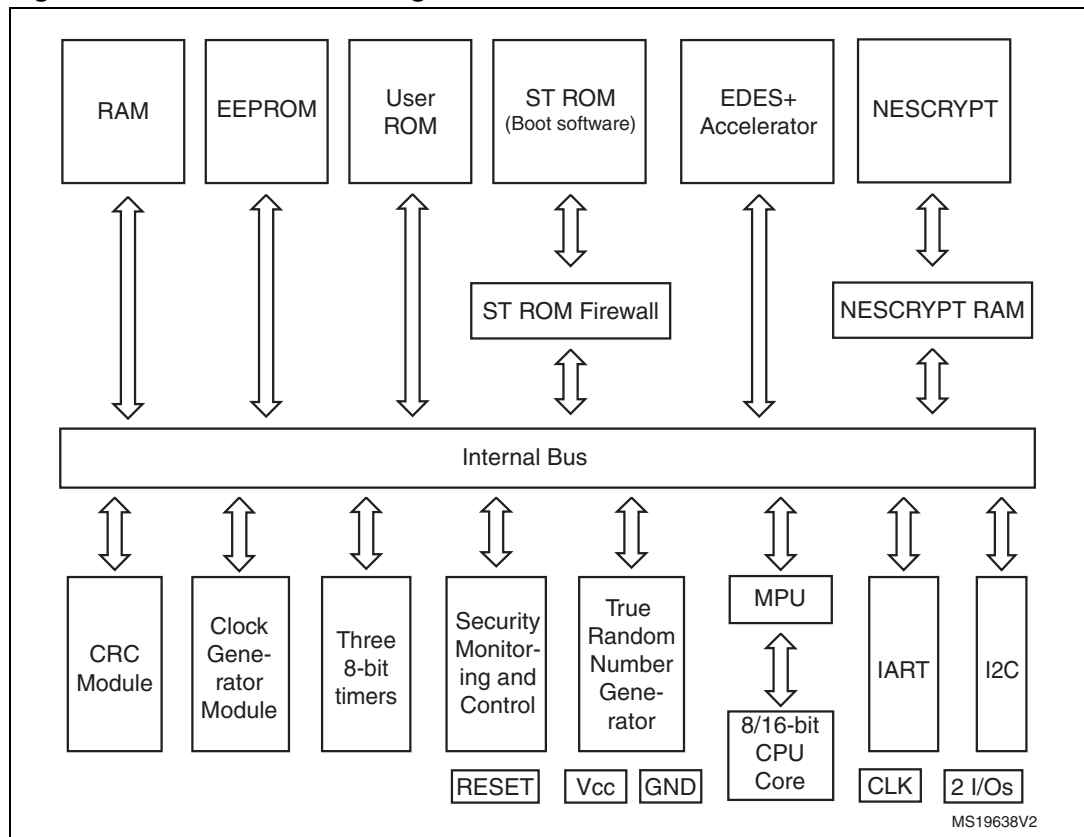 RAM
EEPROM
User
ROM
ST ROM
(Boot software)
EDES+
Accelerator
NESCRYPT
ST ROM Firewall
NESCRYPT RAM
Internal Bus
CRC
Module
Clock
Gene-
rator
Module
Three
8-bit
timers
Security
Monitor-
ing and
Control
True
Random
Number
Gene-
rator
MPU
8/16-bit
CPU
Core
IART
I2C
RESET
Vcc
GND
CLK
2 I/Os
MS19638V2